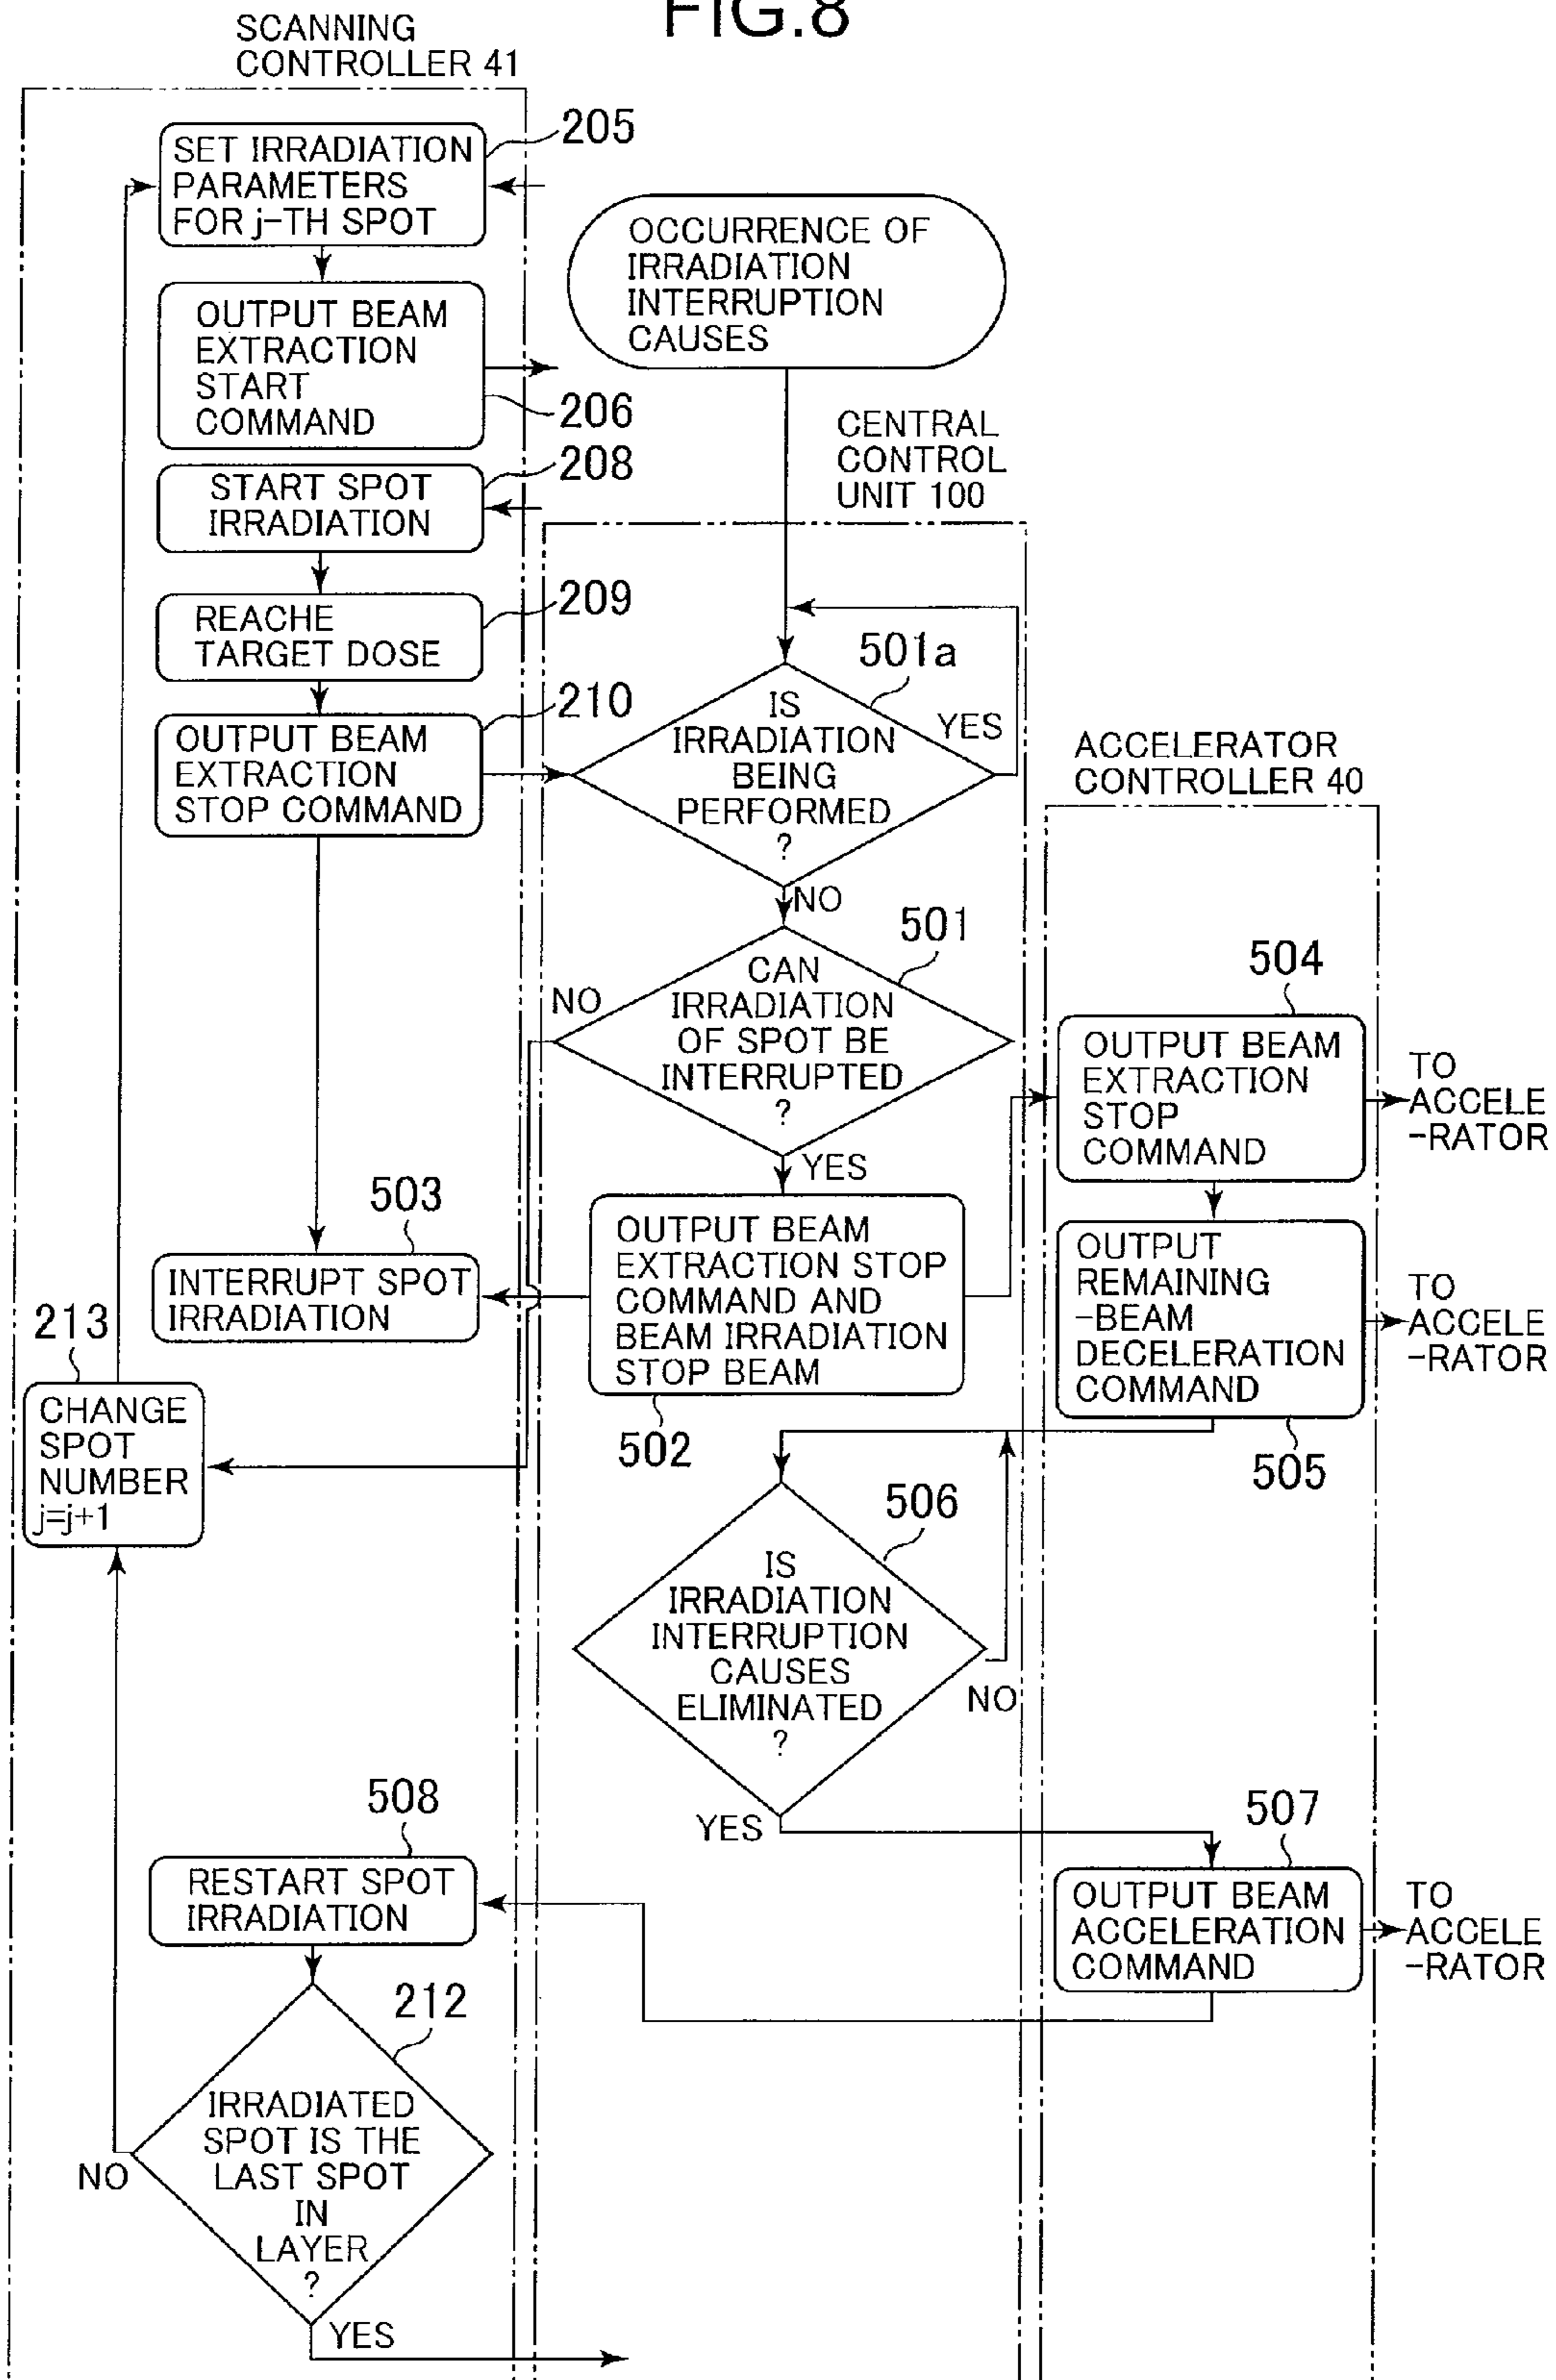 FIG.8
SCANNING
CONTROLLER 41
205
SET IRRADIATION
PARAMETERS
FOR j-TH SPOT
OCCURRENCE OF
IRRADIATION
INTERRUPTION
CAUSES
OUTPUT BEAM
EXTRACTION
START
COMMAND
206
CENTRAL
CONTROL
UNIT 100
208
START SPOT
IRRADIATION
209
REACHE
TARGET DOSE
210
OUTPUT BEAM
EXTRACTION
STOP COMMAND
501a
IS
IRRADIATION
BEING
PERFORMED
?
YES
NO
ACCELERATOR
CONTROLLER 40
501
CAN
IRRADIATION
OF SPOT BE
INTERRUPTED
?
NO
YES
504
OUTPUT BEAM
EXTRACTION
STOP
COMMAND
TO
ACCELE
-RATOR
503
INTERRUPT SPOT
IRRADIATION
OUTPUT BEAM
EXTRACTION STOP
COMMAND AND
BEAM IRRADIATION
STOP BEAM
502
OUTPUT
REMAINING
-BEAM
DECELERATION
COMMAND
505
TO
ACCELE
-RATOR
213
CHANGE
SPOT
NUMBER
j=j+1
506
IS
IRRADIATION
INTERRUPTION
CAUSES
ELIMINATED
?
NO
YES
507
OUTPUT BEAM
ACCELERATION
COMMAND
TO
ACCELE
-RATOR
508
RESTART SPOT
IRRADIATION
212
IRRADIATED
SPOT IS THE
LAST SPOT
IN
LAYER
?
NO
YES